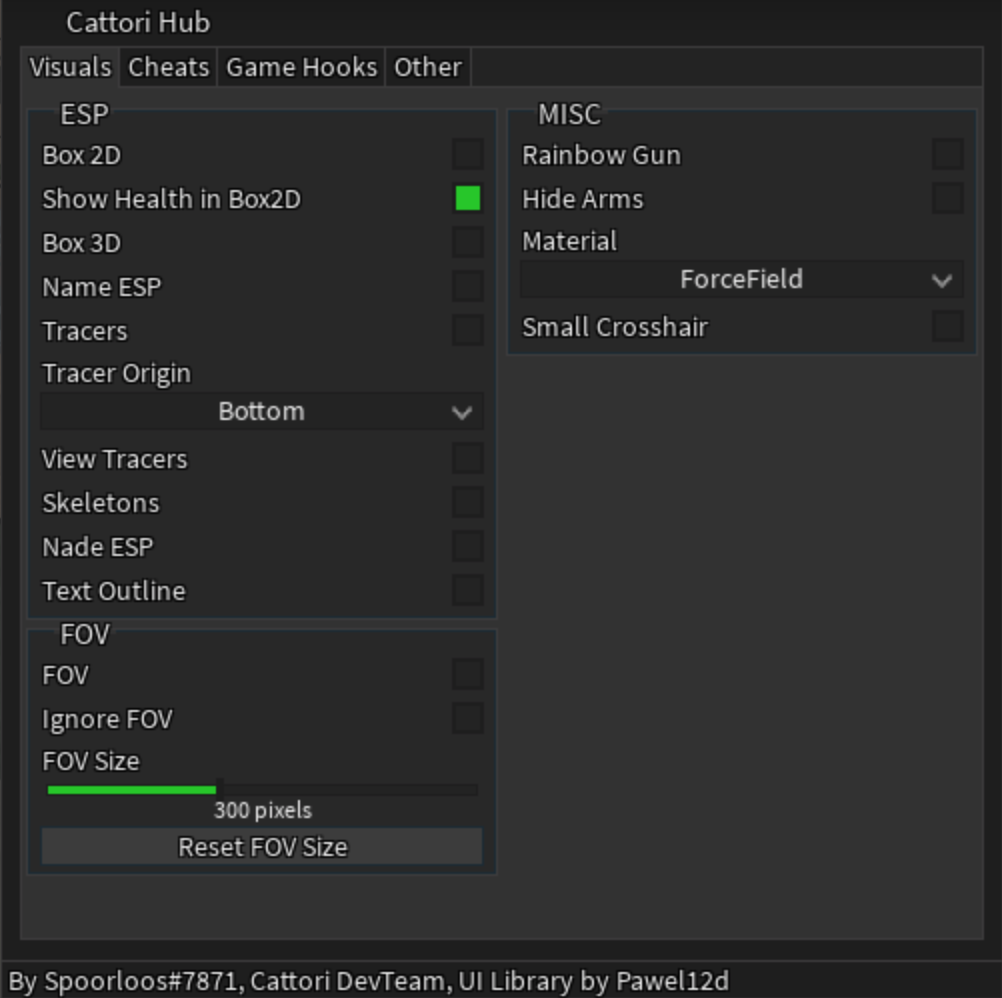 Cattori Hub
Visuals Cheats Game Hooks Other
ESP
Box 2D
Show Health in Box2D
Box 3D
Name ESP
Tracers
Tracer Origin
Bottom
View Tracers
Skeletons
Nade ESP
Text Outline
FOV
FOV
Ignore FOV
FOV Size
300 pixels
Reset FOV Size
MISC
Rainbow Gun
Hide Arms
Material
ForceField
Small Crosshair
By Spoorloos#7871, Cattori DevTeam, UI Library by Pawel12d